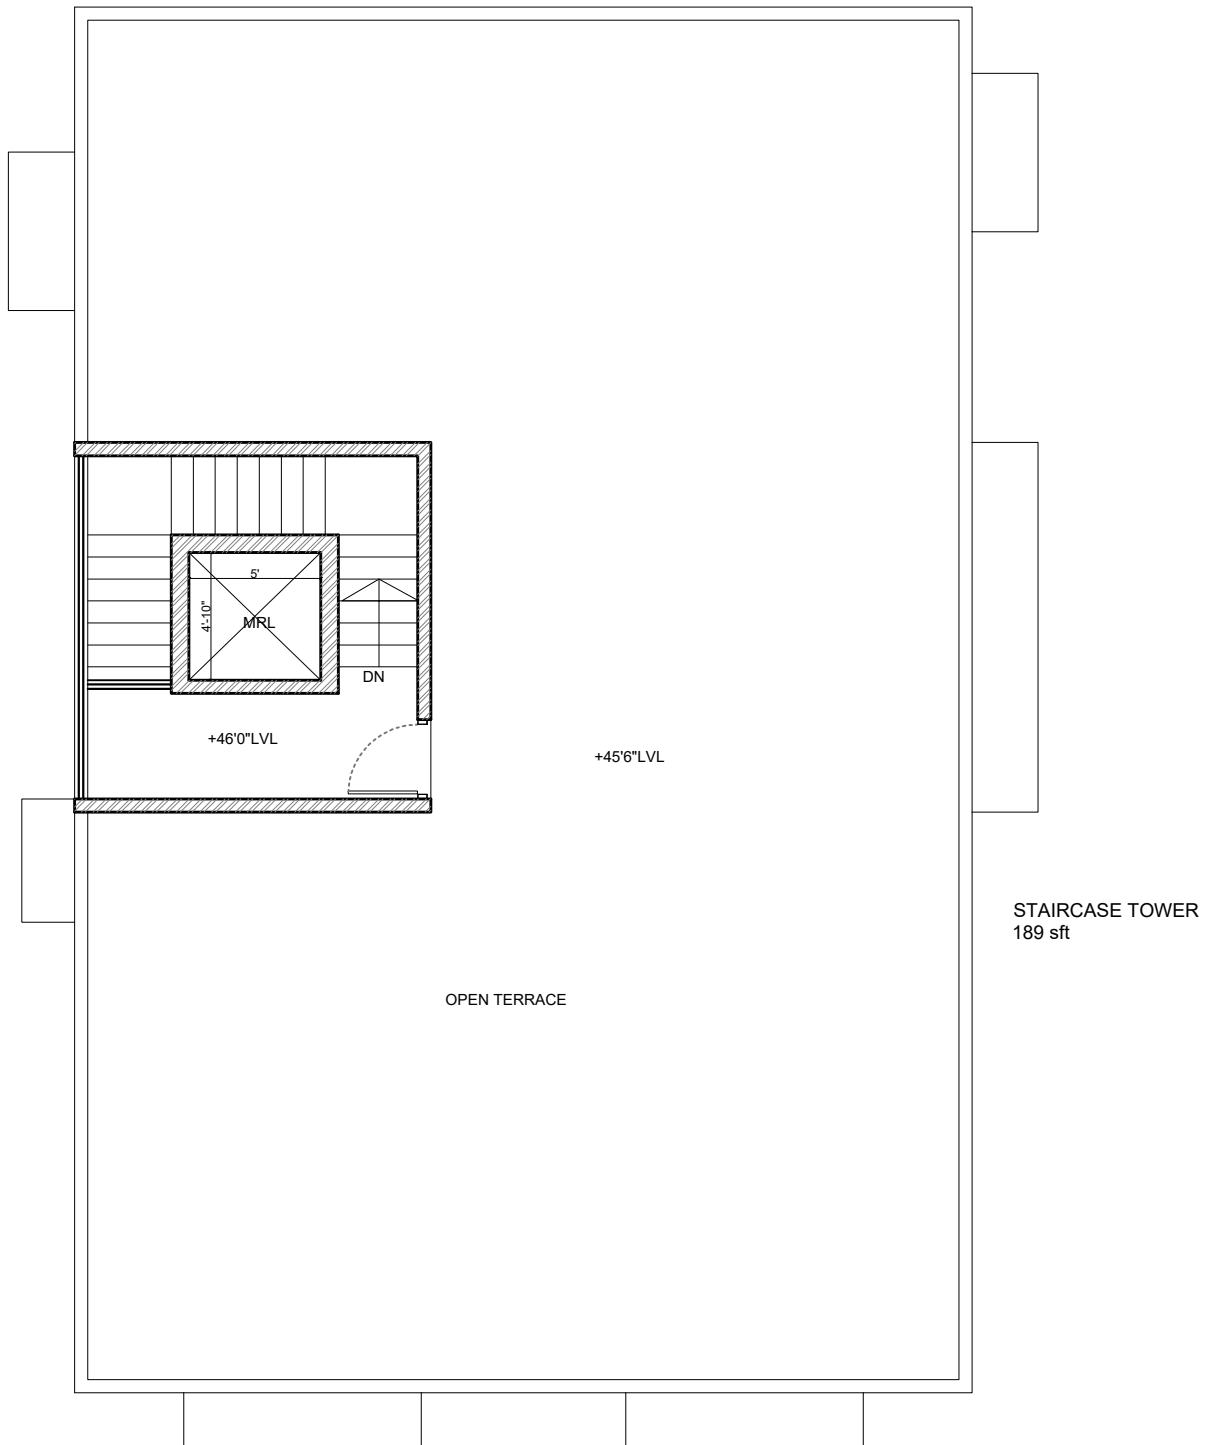 5'
4'-10"
MRL
DN
+46'0"LVL
+45'6"LVL
STAIRCASE TOWER
189 sft
OPEN TERRACE